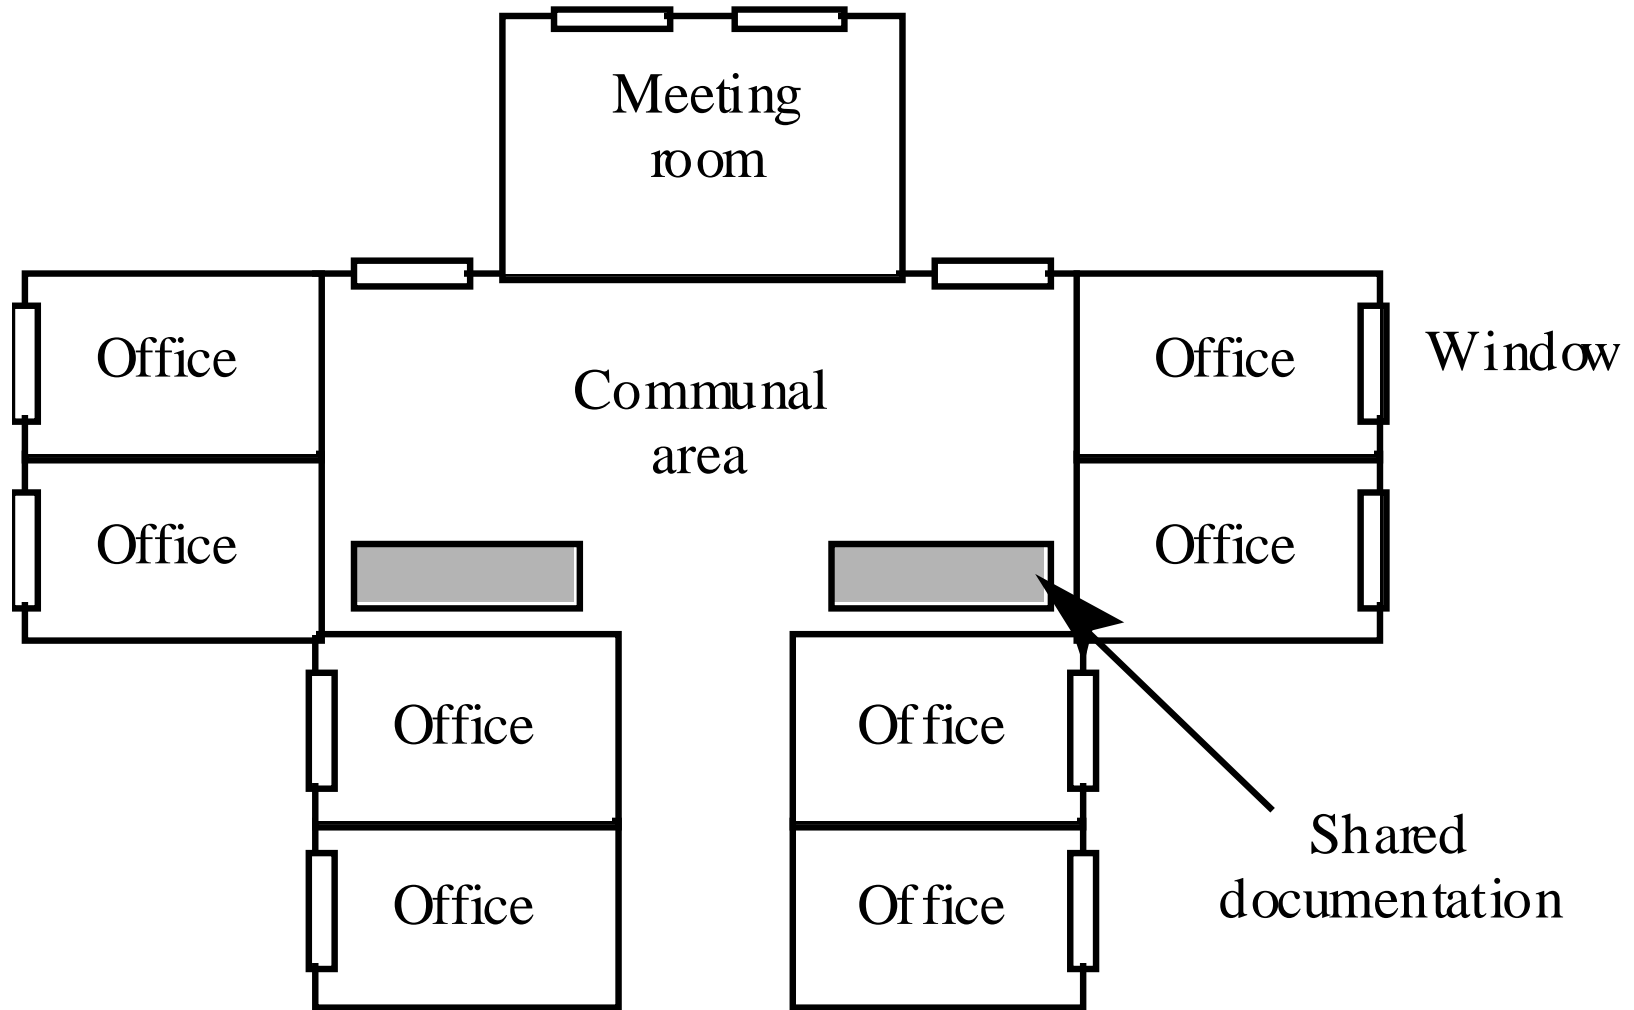 Meeting
room
Office
Office
Window
Communal
area
Office
Office
Office
Office
Shared
documentation
Office
Office